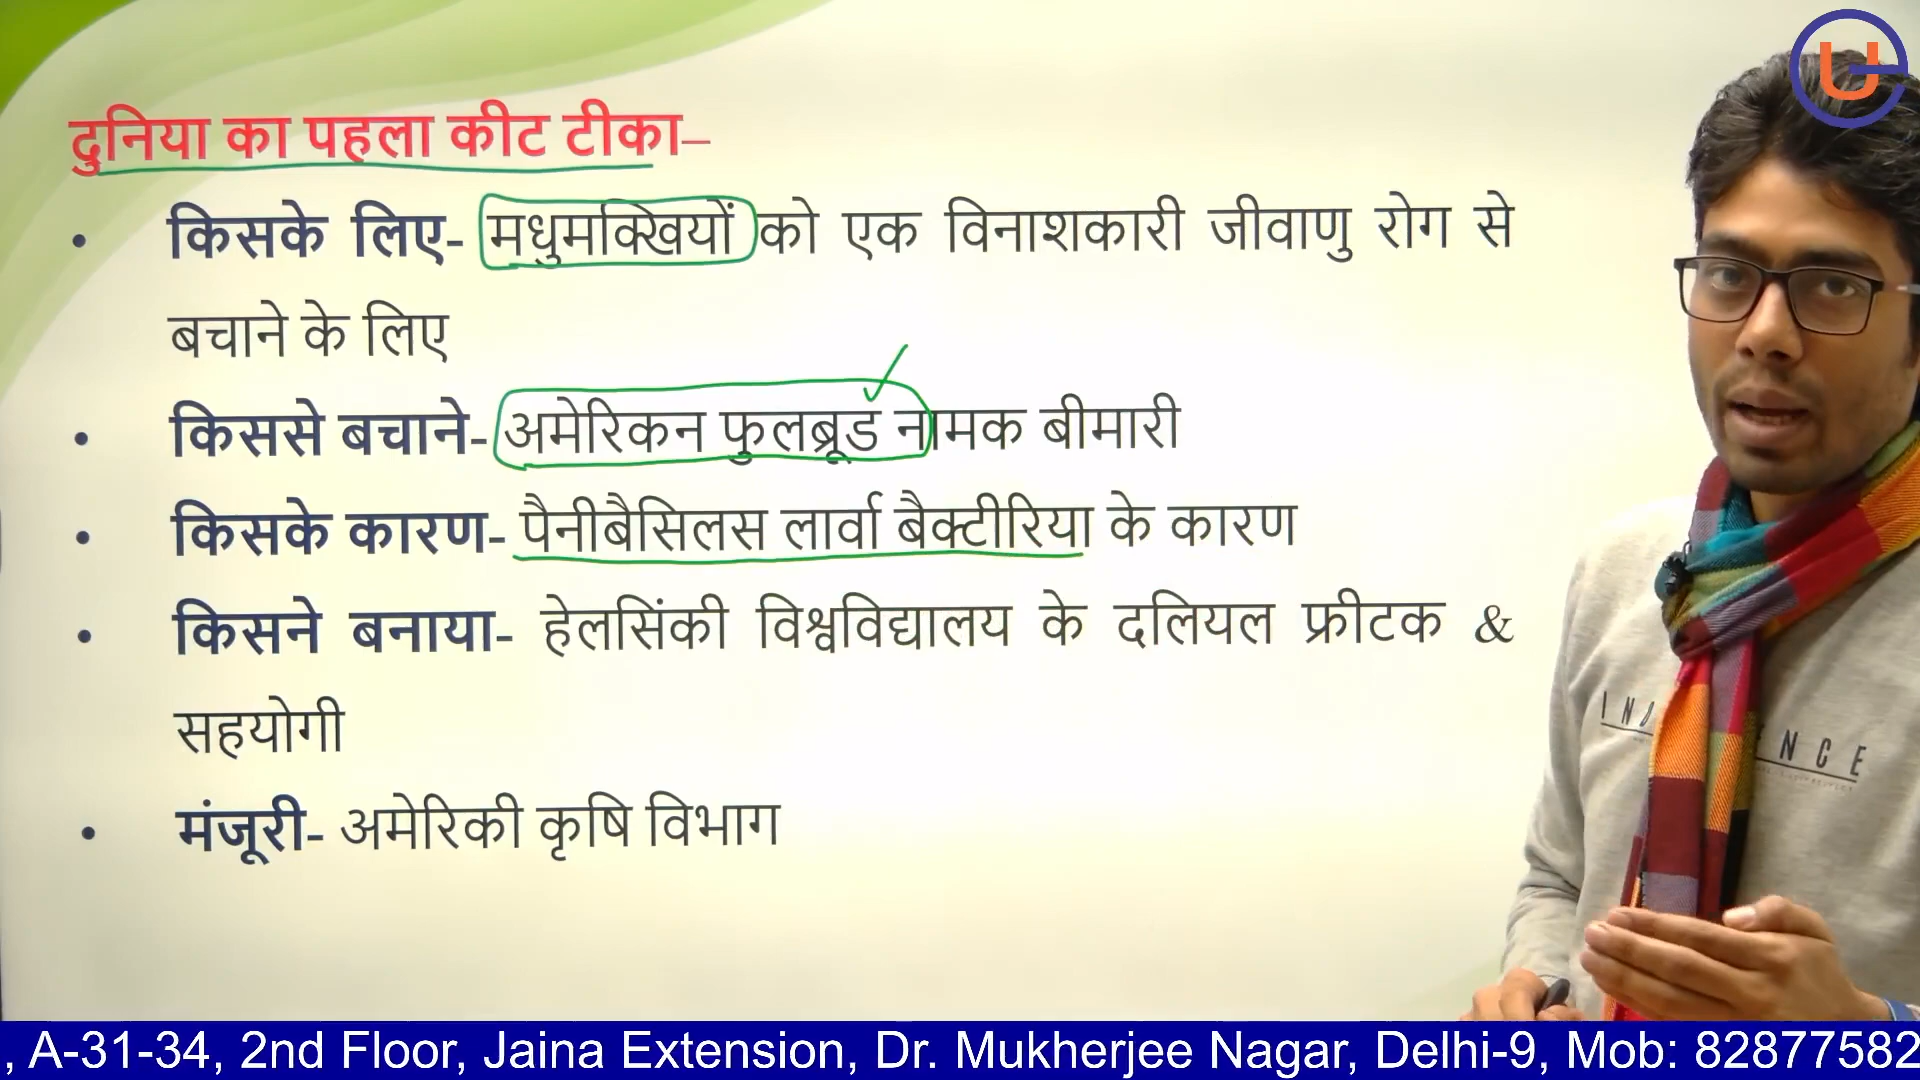 दुनिया का पहला कीट टीका–
• किसके लिए- मधुमक्खियों को एक विनाशकारी जीवाणु रोग से
बचाने के लिए
• किससे बचाने- अमेरिकन फुलब्रूड नामक बीमारी
• किसके कारण- पैनीबैसिलस लार्वा बैक्टीरिया के कारण
• किसने बनाया- हेलसिंकी विश्वविद्यालय के दलियल फ्रीटक &
सहयोगी
• मंजूरी- अमेरिकी कृषि विभाग
, A-31-34, 2nd Floor, Jaina Extension, Dr. Mukherjee Nagar, Delhi-9, Mob: 82877582